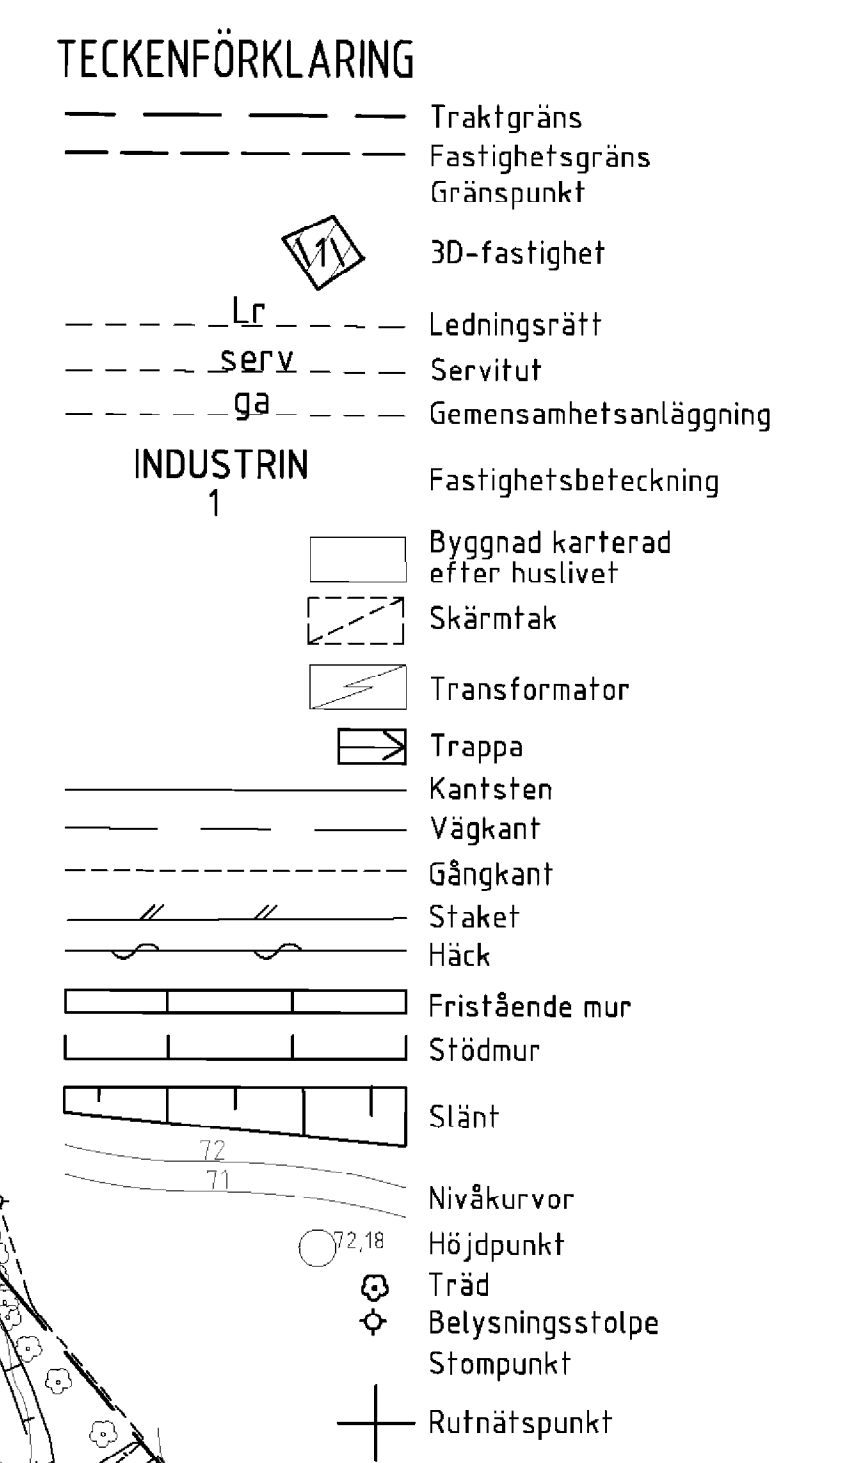 TECKENFÖRKLARING
Traktgräns
Fastighetsgräns
Gränspunkt
3D-fastighet
Lr Ledningsrätt
serv Servitut
ga Gemensamhetsanläggning
INDUSTRIN
1
Fastighetsbeteckning
Byggnad karterad
efter huslivet
Skärmtak
Transformator
Trappa
Kantsten
Vägkant
Gångkant
Staket
Häck
Fristående mur
Stödmur
Slänt
72
71
Nivåkurvor
72,18 Höjdpunkt
Träd
Belysningsstolpe
Stompunkt
Rutnätspunkt